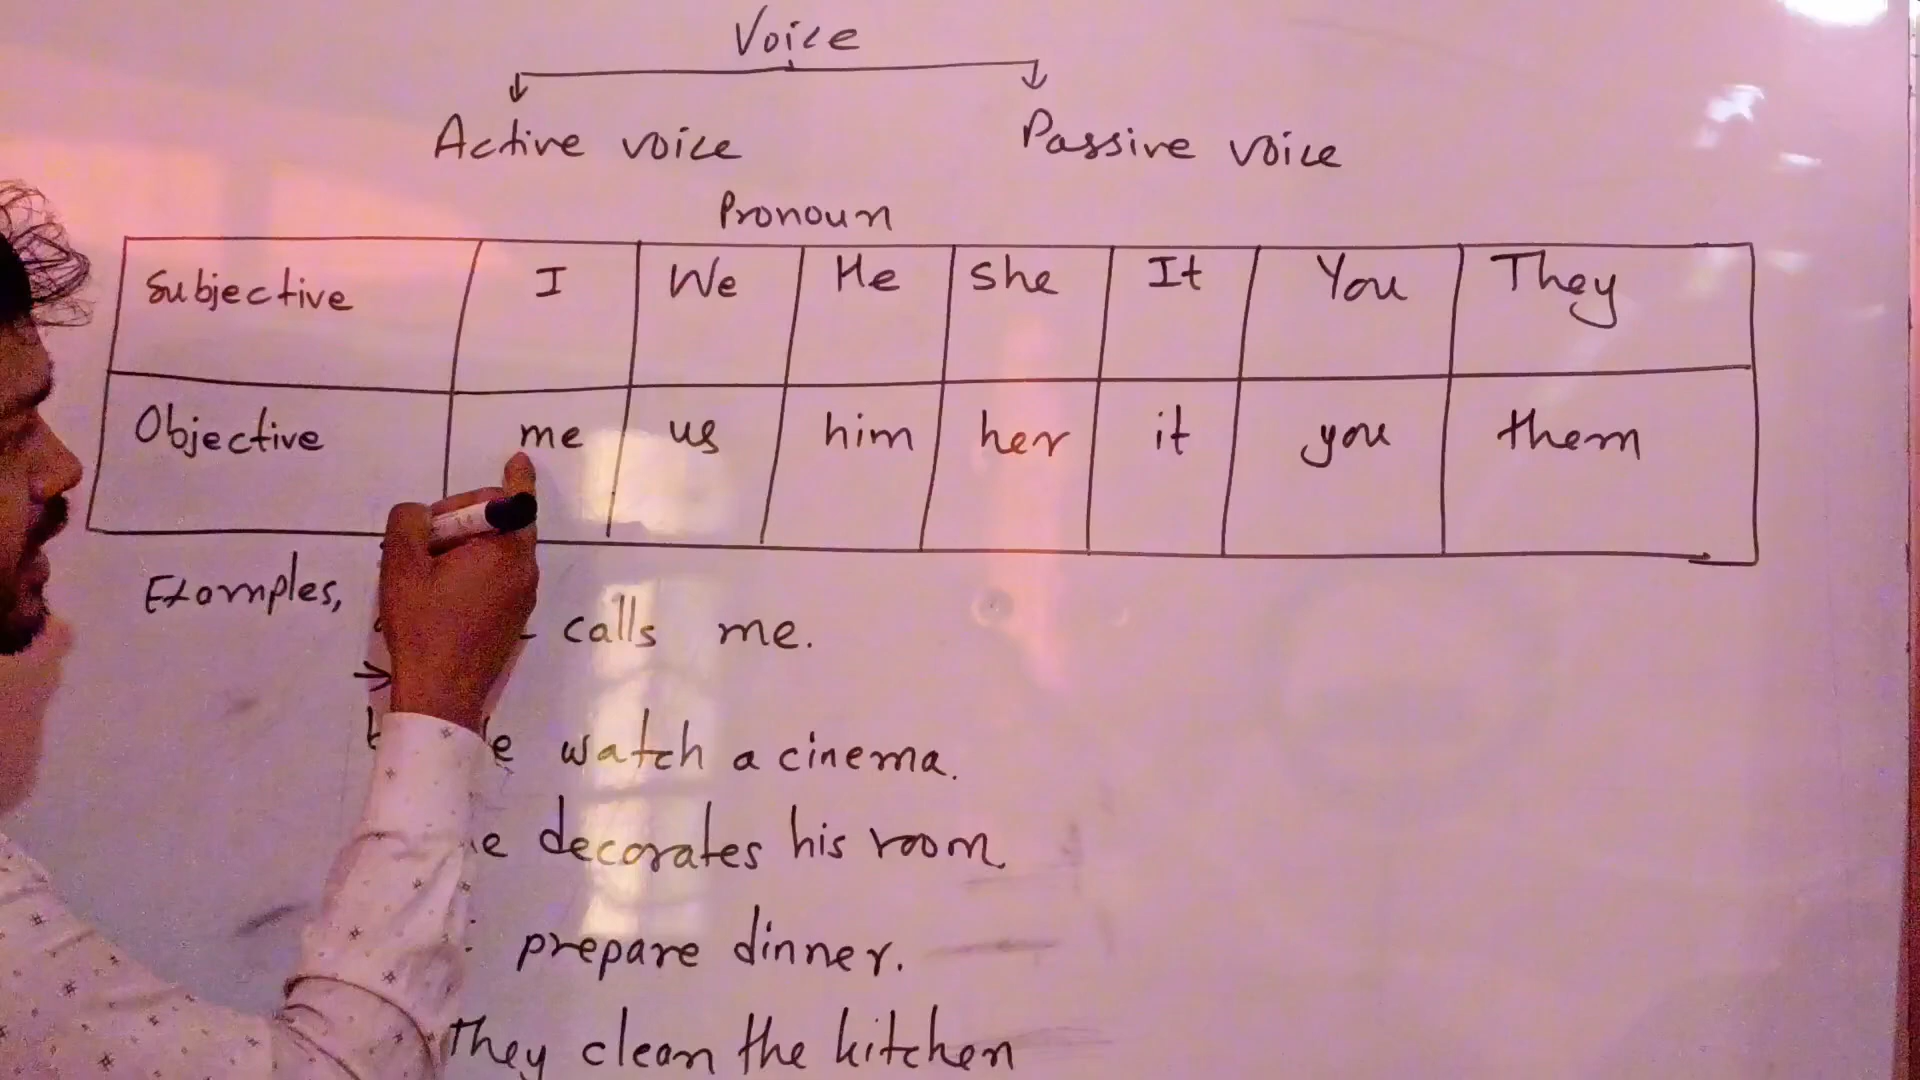 Voice
Active voice Passive voice
Pronoun
Subjective I We He She It You They
Objective me us him her it you them
Examples,
calls me.
→
watch a cinema.
decorates his room
prepare dinner.
They clean the kitchen